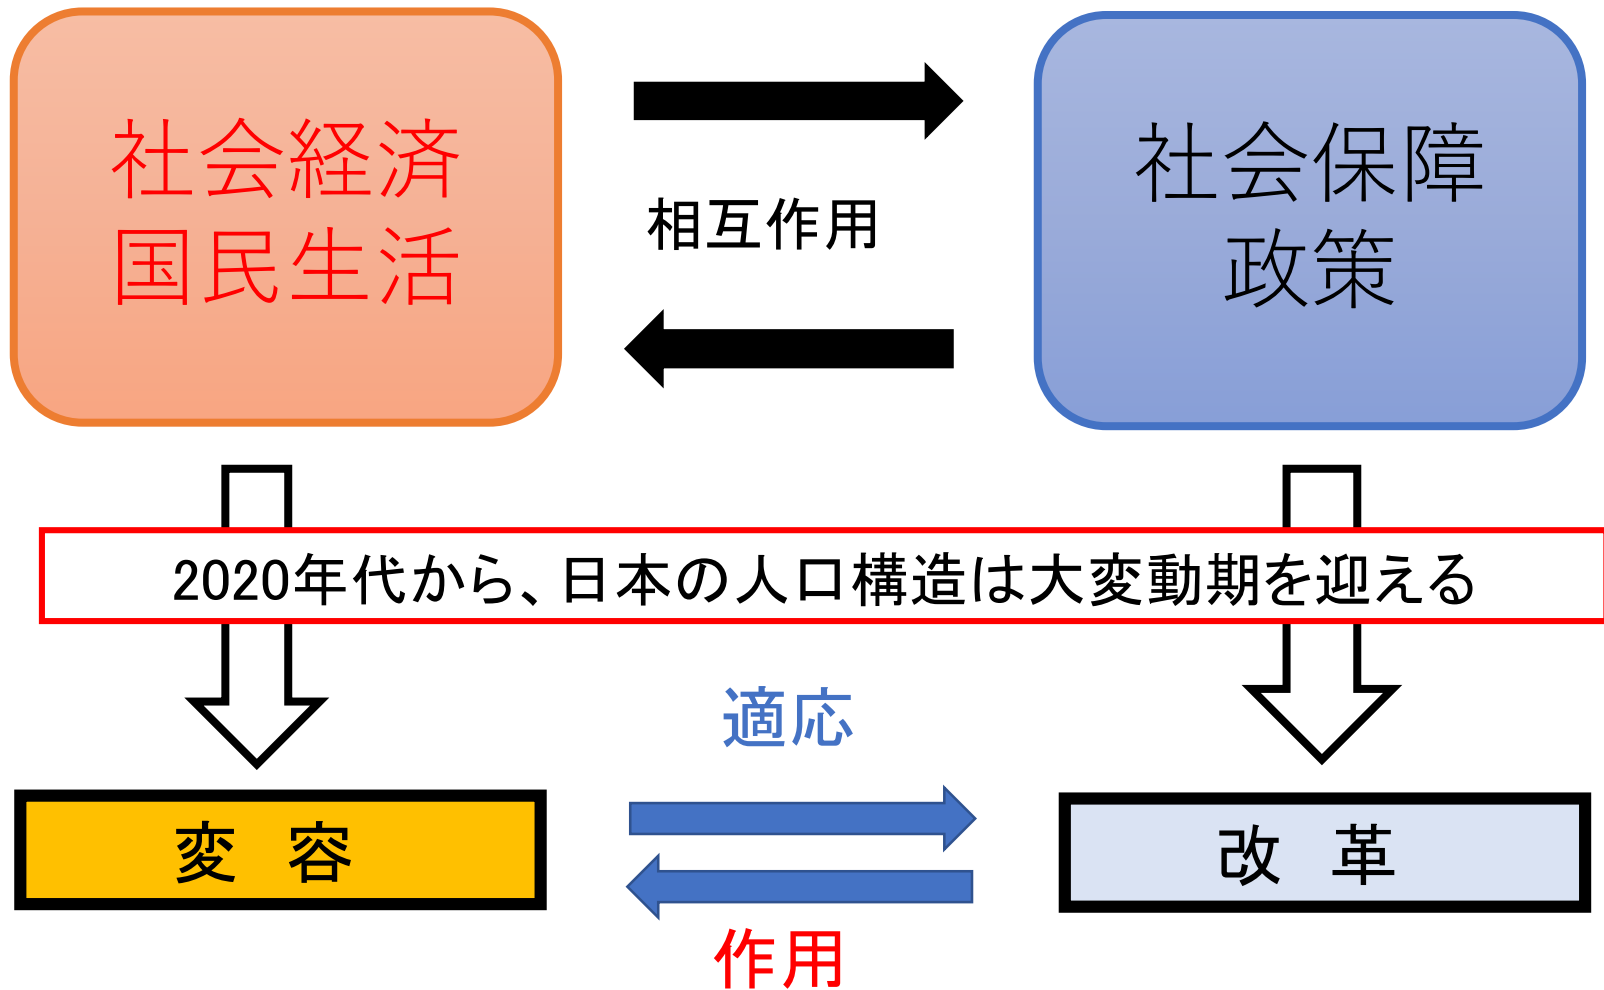 社会経済
国民生活
相互作用
社会保障
政策
2020年代から、日本の人口構造は大変動期を迎える
適応
変　容
改　革
作用